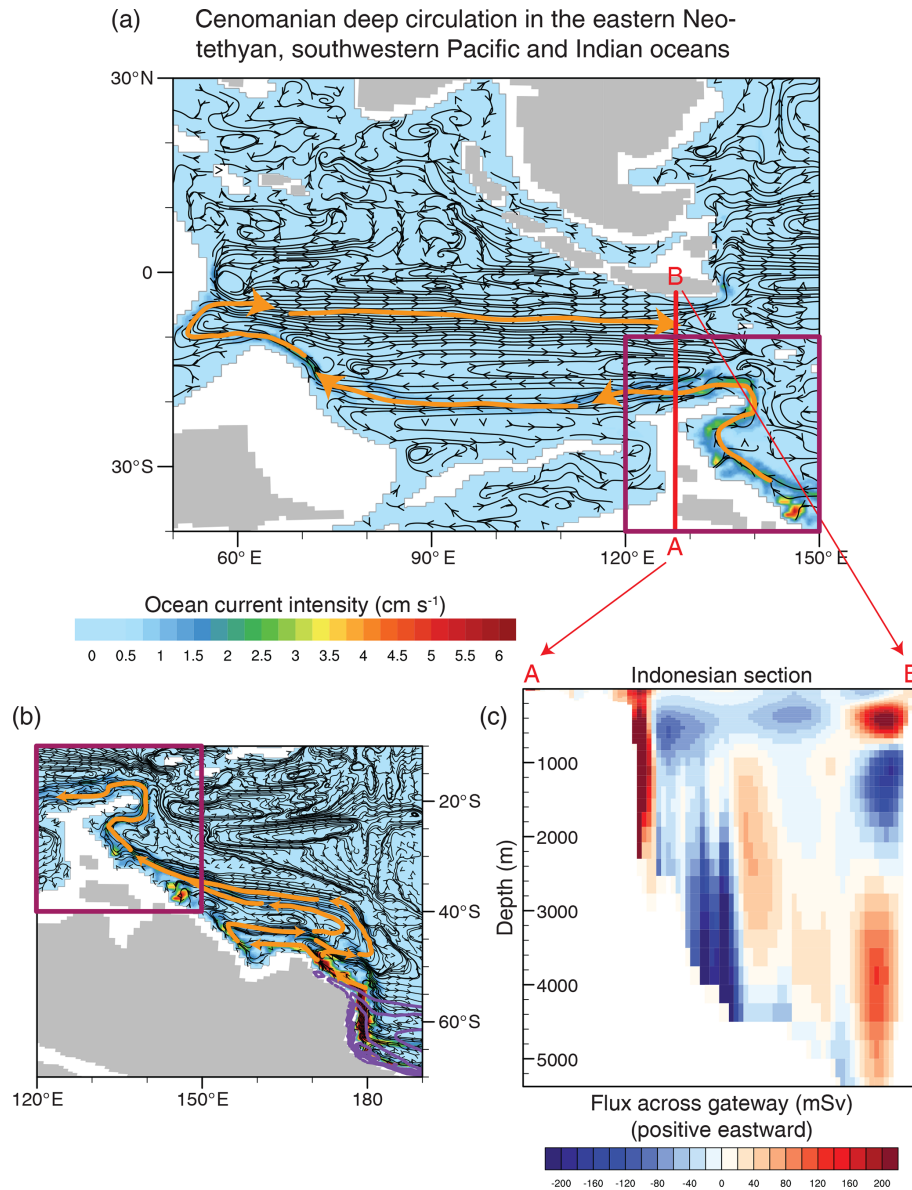 (a) Cenomanian deep circulation in the eastern Neo-
tethyan, southwestern Pacific and Indian oceans
30°N
0
B
30°S
A
60°E 90°E 120°E 150°E
Ocean current intensity (cm s⁻¹)
0 0.5 1 1.5 2 2.5 3 3.5 4 4.5 5 5.5 6
A B
Indonesian section
(b)
(c)
20°S
40°S
60°S
120°E 150°E 180
Depth (m)
1000
2000
3000
4000
5000
Flux across gateway (mSv)
(positive eastward)
-200 -160 -120 -80 -40 0 40 80 120 160 200